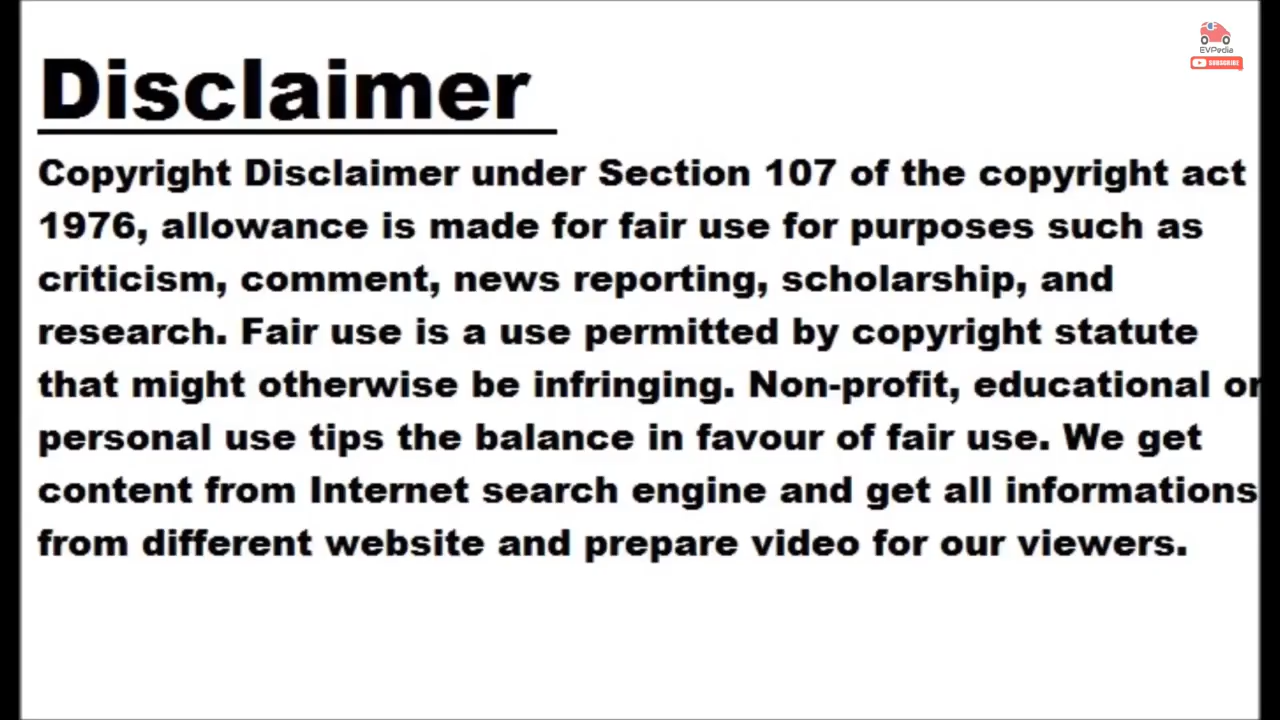 EVPedia
SUBSCRIBE
Disclaimer
Copyright Disclaimer under Section 107 of the copyright act
1976, allowance is made for fair use for purposes such as
criticism, comment, news reporting, scholarship, and
research. Fair use is a use permitted by copyright statute
that might otherwise be infringing. Non-profit, educational or
personal use tips the balance in favour of fair use. We get
content from Internet search engine and get all informations
from different website and prepare video for our viewers.